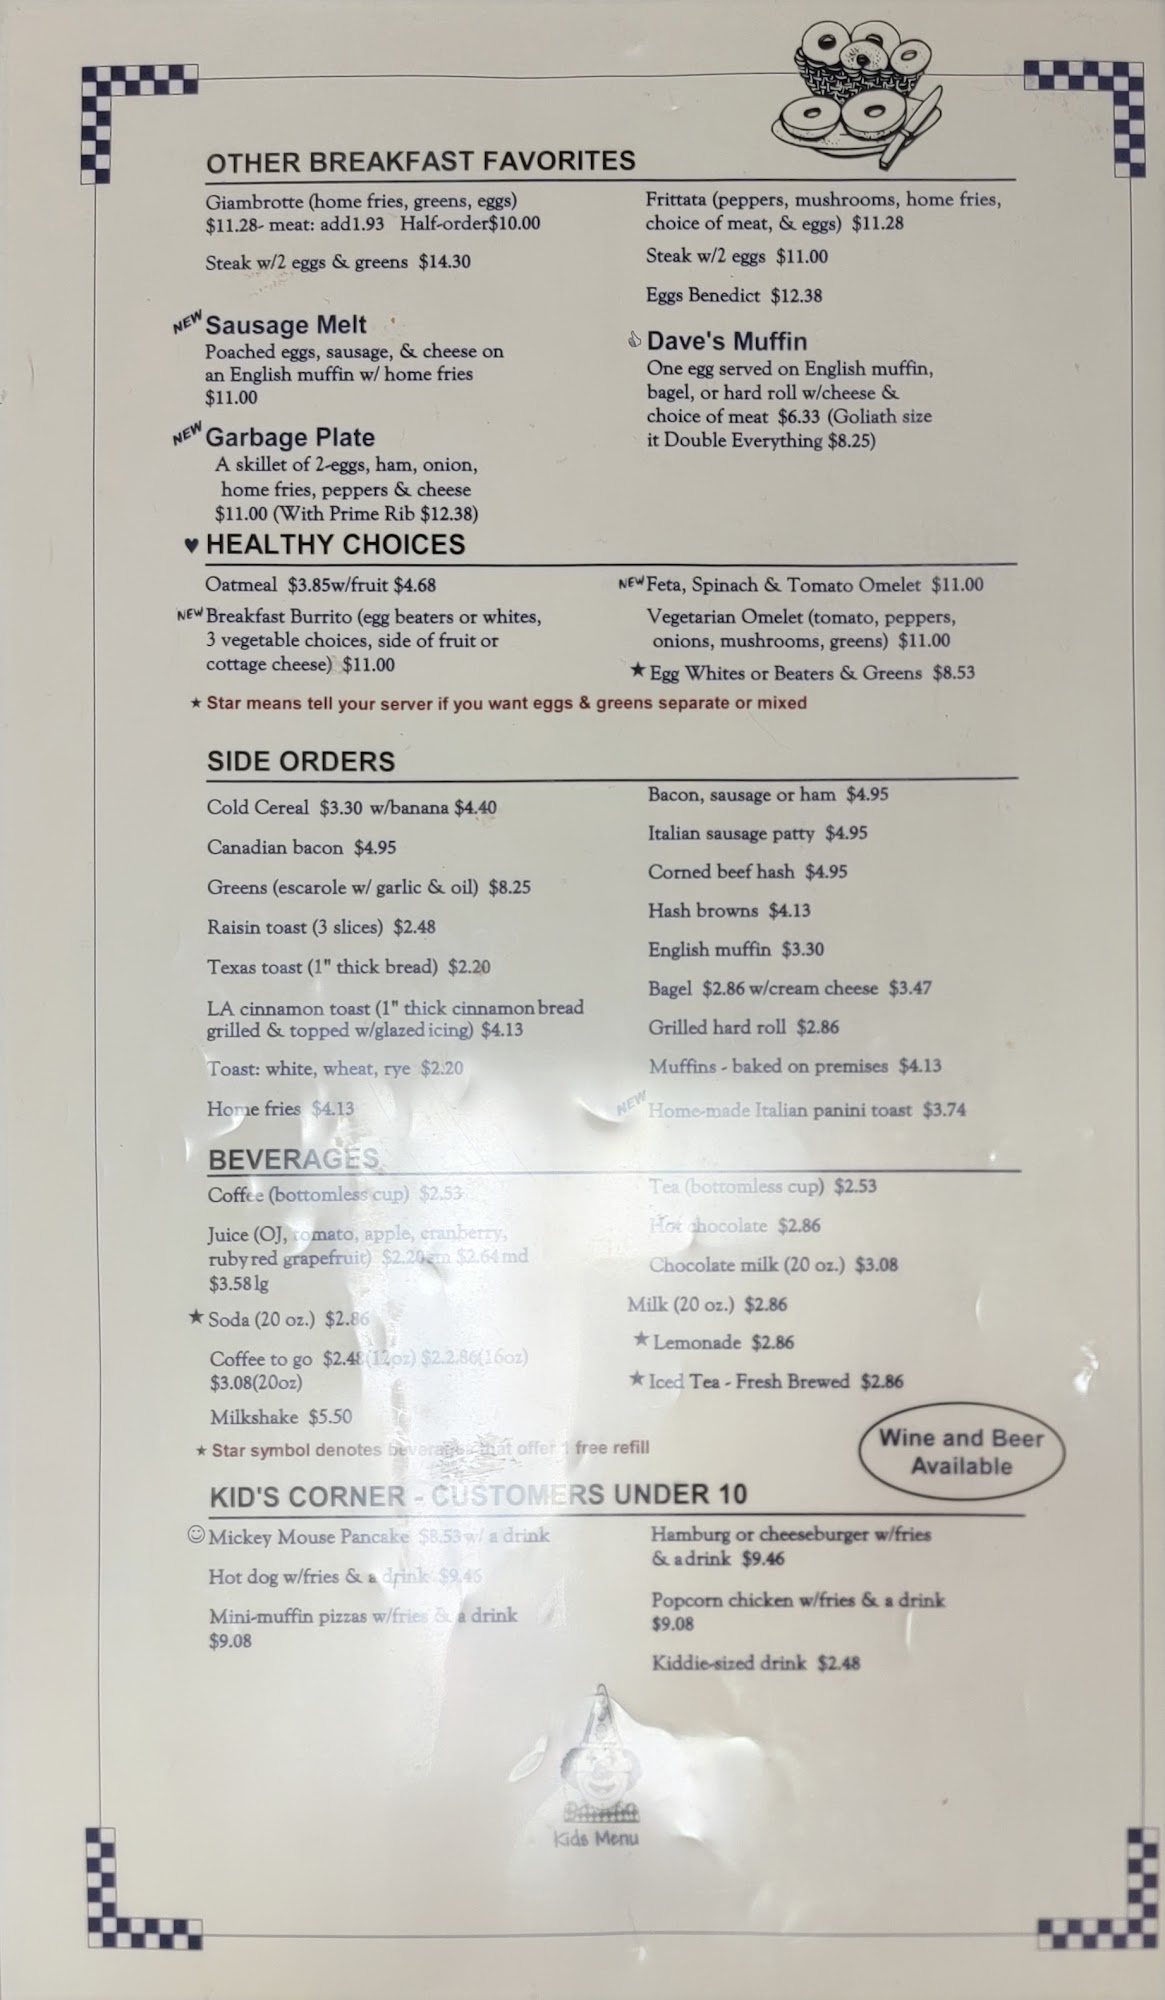 OTHER BREAKFAST FAVORITES
Giambrotte (home fries, greens, eggs)
$11.28- meat: add1.93 Half-order$10.00
Steak w/2 eggs & greens $14.30
NEW Sausage Melt
Poached eggs, sausage, & cheese on
an English muffin w/ home fries
$11.00
NEW Garbage Plate
A skillet of 2-eggs, ham, onion,
home fries, peppers & cheese
$11.00 (With Prime Rib $12.38)
Frittata (peppers, mushrooms, home fries,
choice of meat, & eggs) $11.28
Steak w/2 eggs $11.00
Eggs Benedict $12.38
Dave's Muffin
One egg served on English muffin,
bagel, or hard roll w/cheese &
choice of meat $6.33 (Goliath size
it Double Everything $8.25)
♥ HEALTHY CHOICES
Oatmeal $3.85w/fruit $4.68
NEW Breakfast Burrito (egg beaters or whites,
3 vegetable choices, side of fruit or
cottage cheese) $11.00
NEW Feta, Spinach & Tomato Omelet $11.00
Vegetarian Omelet (tomato, peppers,
onions, mushrooms, greens) $11.00
★ Egg Whites or Beaters & Greens $8.53
★ Star means tell your server if you want eggs & greens separate or mixed
SIDE ORDERS
Cold Cereal $3.30 w/banana $4.40
Canadian bacon $4.95
Greens (escarole w/ garlic & oil) $8.25
Raisin toast (3 slices) $2.48
Texas toast (1" thick bread) $2.20
LA cinnamon toast (1" thick cinnamon bread
grilled & topped w/glazed icing) $4.13
Toast: white, wheat, rye $2.20
Home fries $4.13
Bacon, sausage or ham $4.95
Italian sausage patty $4.95
Corned beef hash $4.95
Hash browns $4.13
English muffin $3.30
Bagel $2.86 w/cream cheese $3.47
Grilled hard roll $2.86
Muffins - baked on premises $4.13
NEW Home-made Italian panini toast $3.74
BEVERAGES
Coffee (bottomless cup) $2.53
Juice (OJ, tomato, apple, cranberry,
ruby red grapefruit) $2.20sm $2.64md
$3.58lg
★ Soda (20 oz.) $2.86
Coffee to go $2.48(12oz) $2.2.86(16oz)
$3.08(20oz)
Milkshake $5.50
Tea (bottomless cup) $2.53
Hot chocolate $2.86
Chocolate milk (20 oz.) $3.08
Milk (20 oz.) $2.86
★ Lemonade $2.86
★ Iced Tea - Fresh Brewed $2.86
★ Star symbol denotes beverages that offer 1 free refill
Wine and Beer
Available
KID'S CORNER - CUSTOMERS UNDER 10
☺ Mickey Mouse Pancake $8.53 w/ a drink
Hot dog w/fries & a drink $9.46
Mini-muffin pizzas w/fries & a drink
$9.08
Hamburg or cheeseburger w/fries
& a drink $9.46
Popcorn chicken w/fries & a drink
$9.08
Kiddie-sized drink $2.48
Kids Menu